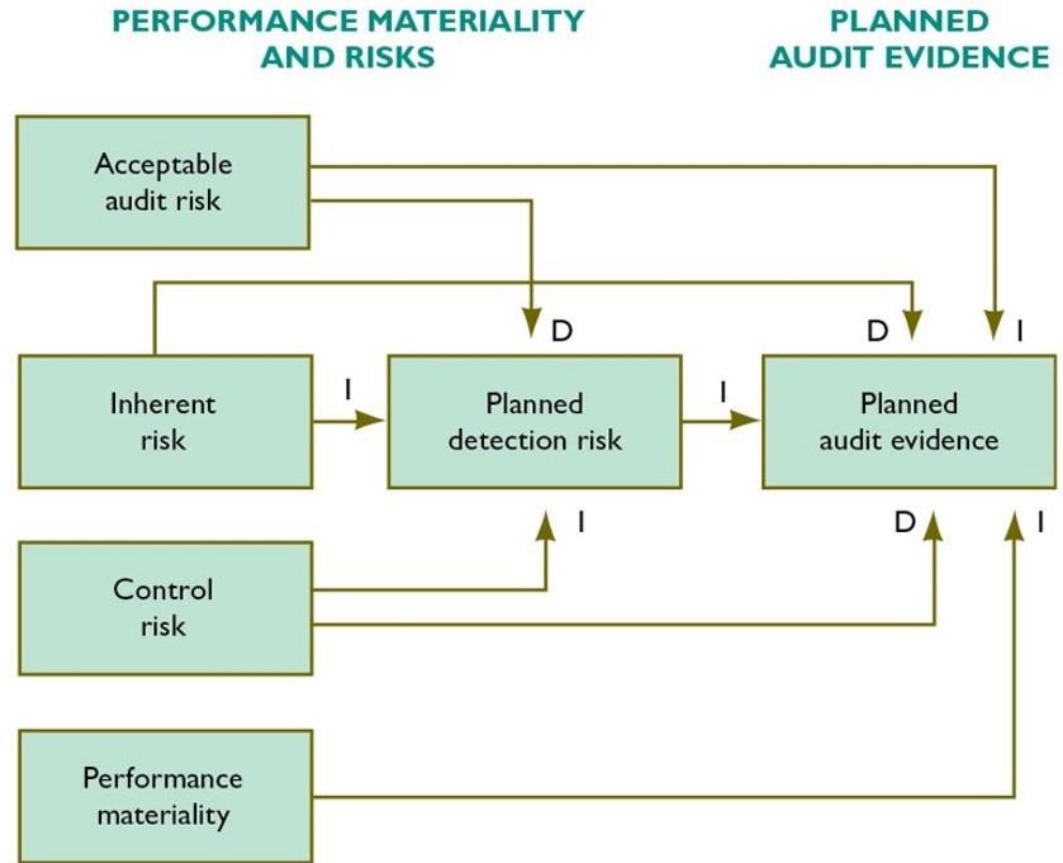 PERFORMANCE MATERIALITY
AND RISKS
PLANNED
AUDIT EVIDENCE
Acceptable
audit risk
D
D
I
Inherent
risk
I
Planned
detection risk
I
Planned
audit evidence
I
D
I
Control
risk
Performance
materiality